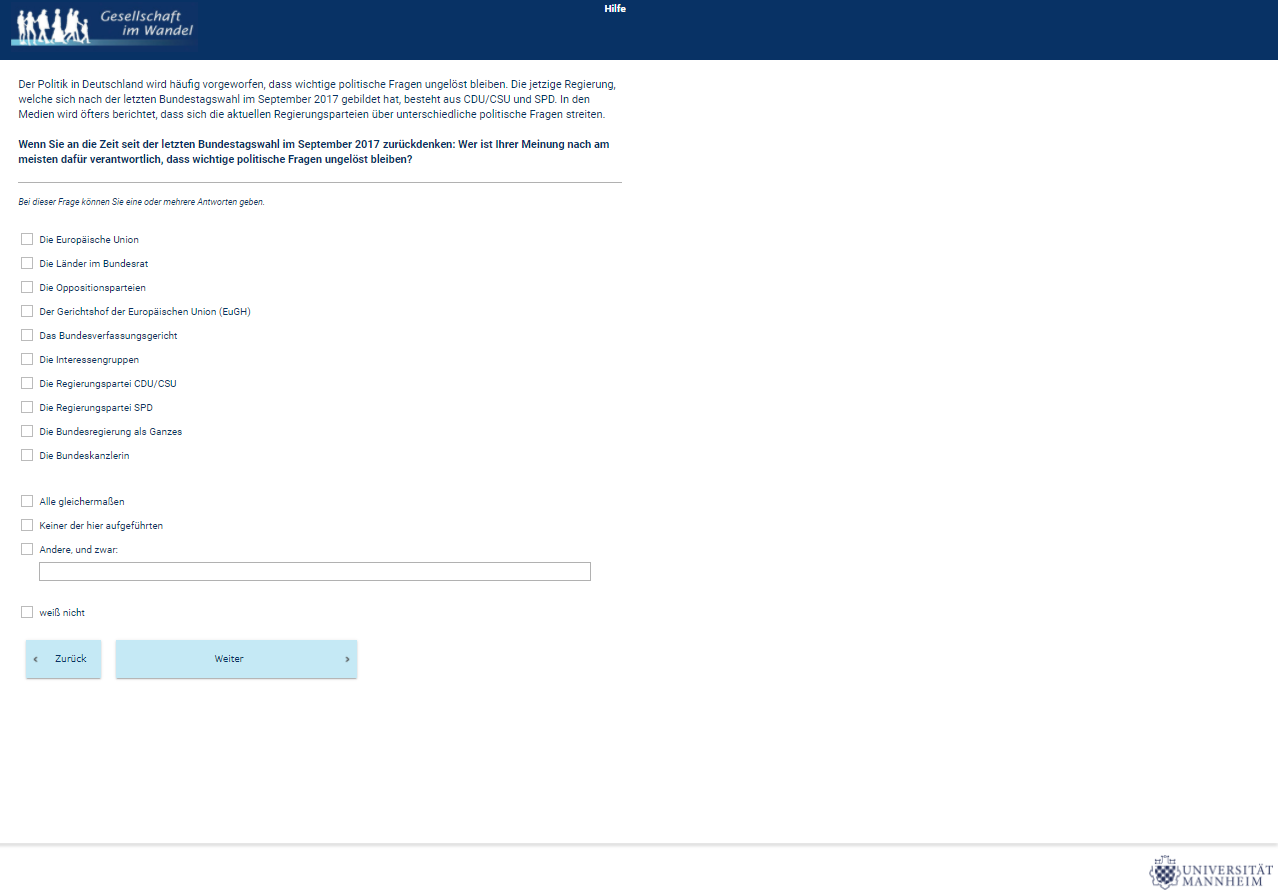 Gesellschaft
im Wandel
Hilfe
Der Politik in Deutschland wird häufig vorgeworfen, dass wichtige politische Fragen ungelöst bleiben. Die jetzige Regierung,
welche sich nach der letzten Bundestagswahl im September 2017 gebildet hat, besteht aus CDU/CSU und SPD. In den
Medien wird öfters berichtet, dass sich die aktuellen Regierungsparteien über unterschiedliche politische Fragen streiten.
Wenn Sie an die Zeit seit der letzten Bundestagswahl im September 2017 zurückdenken: Wer ist Ihrer Meinung nach am
meisten dafür verantwortlich, dass wichtige politische Fragen ungelöst bleiben?
Bei dieser Frage können Sie eine oder mehrere Antworten geben.
Die Europäische Union
Die Länder im Bundesrat
Die Oppositionsparteien
Der Gerichtshof der Europäischen Union (EuGH)
Das Bundesverfassungsgericht
Die Interessengruppen
Die Regierungspartei CDU/CSU
Die Regierungspartei SPD
Die Bundesregierung als Ganzes
Die Bundeskanzlerin
Alle gleichermaßen
Keiner der hier aufgeführten
Andere, und zwar:
weiß nicht
‹ Zurück
Weiter ›
UNIVERSITÄT
MANNHEIM